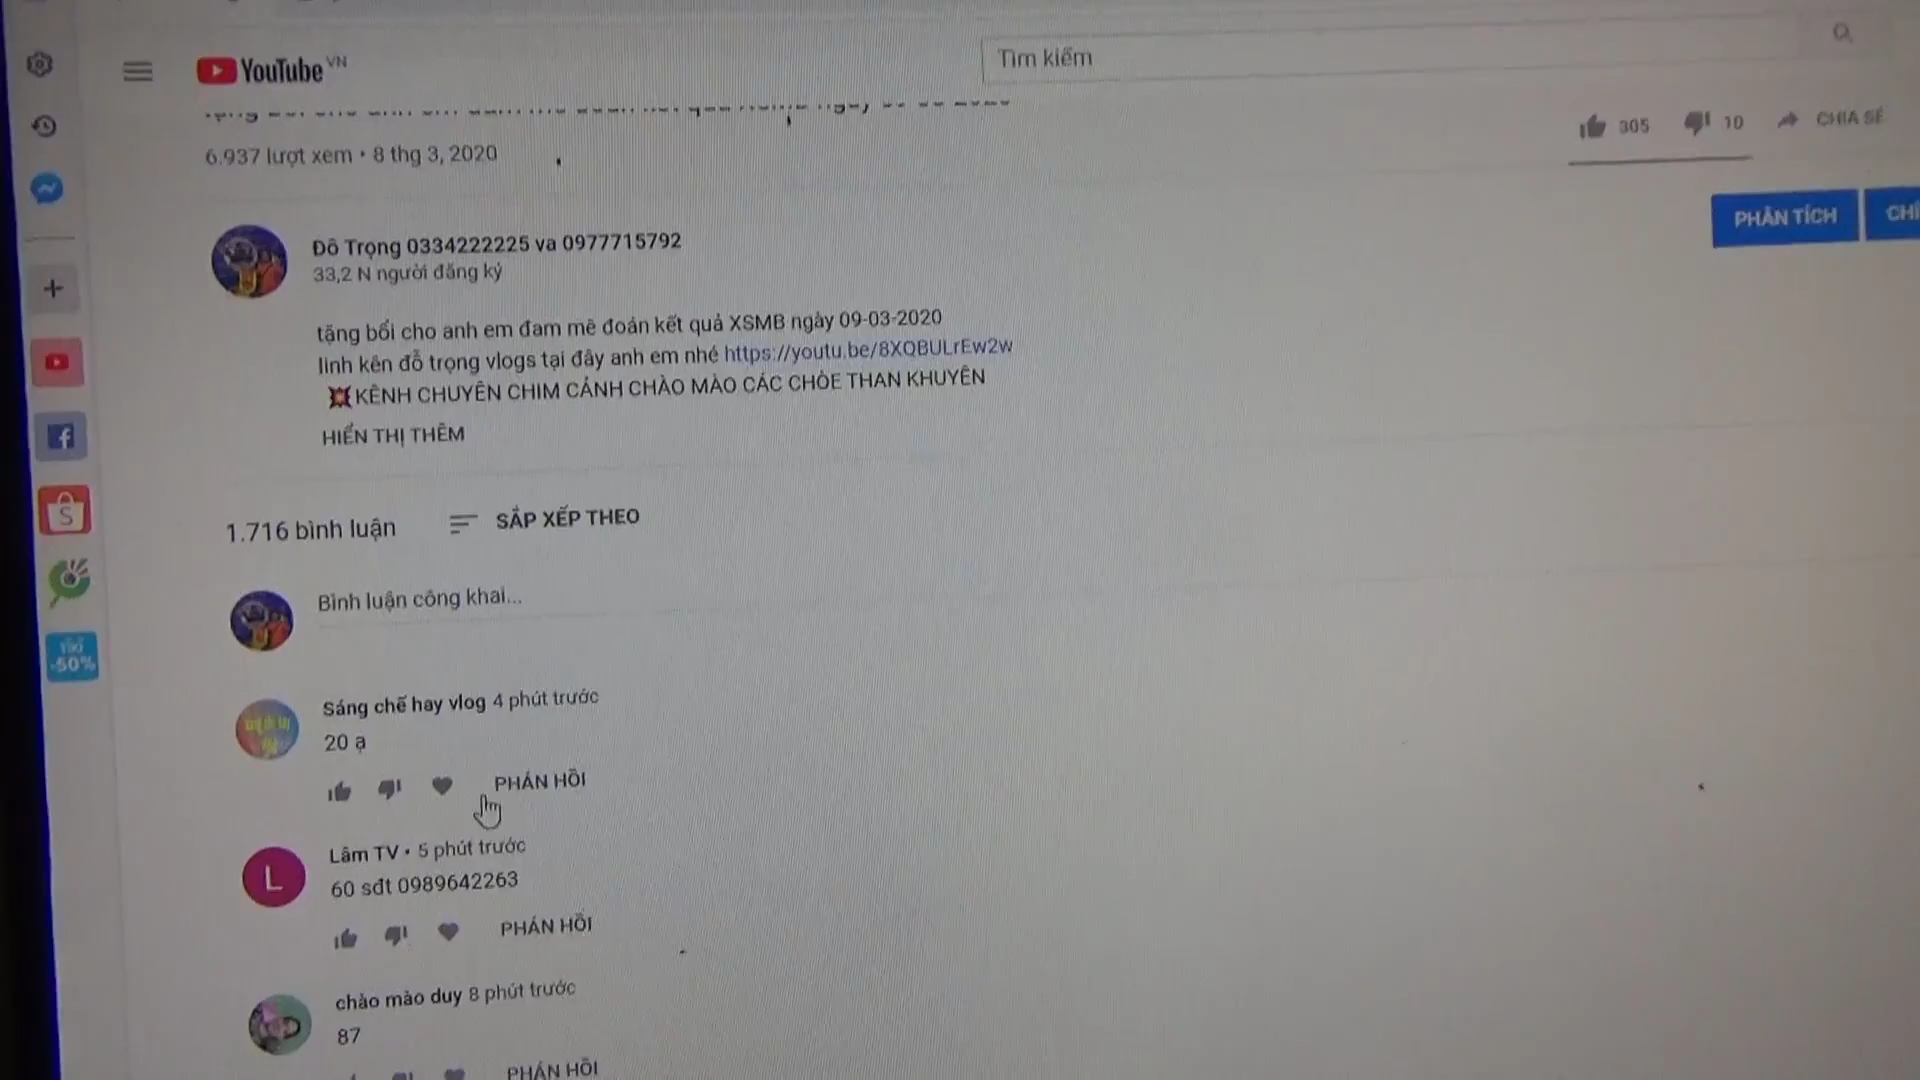 YouTube VN
Tìm kiếm
6.937 lượt xem • 8 thg 3, 2020
305
10
CHIA SẺ
PHÂN TÍCH
Đô Trọng 0334222225 va 0977715792
33,2 N người đăng ký
tặng bổi cho anh em đam mê đoán kết quả XSMB ngày 09-03-2020
linh kên đỗ trọng vlogs tại đây anh em nhé https://youtu.be/8XQBULrEw2w
KÊNH CHUYÊN CHIM CẢNH CHÀO MÀO CÁC CHÒE THAN KHUYÊN
HIỂN THỊ THÊM
1.716 bình luận
SẮP XẾP THEO
Bình luận công khai...
Sáng chế hay vlog 4 phút trước
20 ạ
PHẢN HỒI
L
Lâm TV • 5 phút trước
60 sđt 0989642263
PHẢN HỒI
chào mào duy 8 phút trước
87
PHẢN HỒI
f
S
-50%